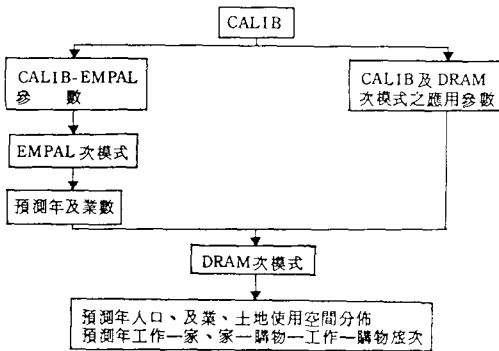 CALIB
CALIB-EMPAL
參數
CALIB及DRAM
次模式之應用參數
EMPAL次模式
預測年及業數
DRAM次模式
預測年人口、及業、土地使用空間分佈
預測年工作一家、家一購物一工作一購物旅次